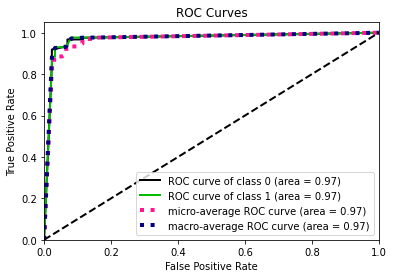 ROC Curves
True Positive Rate
1.0
0.8
0.6
0.4
0.2
0.0
ROC curve of class 0 (area = 0.97)
ROC curve of class 1 (area = 0.97)
micro-average ROC curve (area = 0.97)
macro-average ROC curve (area = 0.97)
0.0 0.2 0.4 0.6 0.8 1.0
False Positive Rate